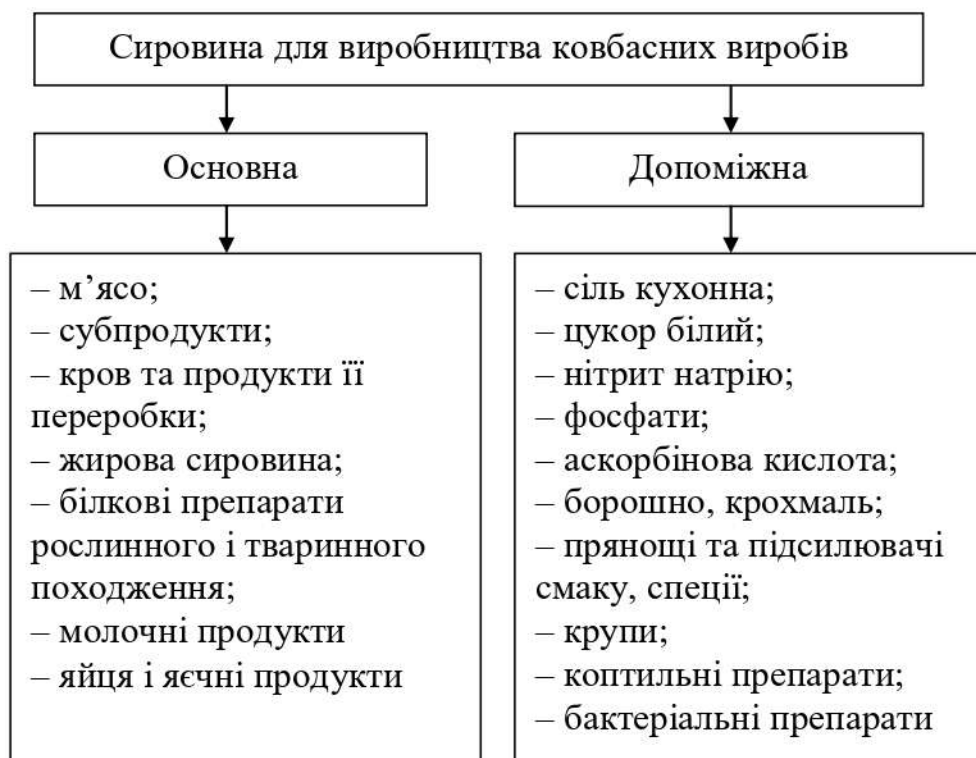 Сировина для виробництва ковбасних виробів
Основна
Допоміжна
– м’ясо;
– субпродукти;
– кров та продукти її
переробки;
– жирова сировина;
– білкові препарати
рослинного і тваринного
походження;
– молочні продукти
– яйця і яєчні продукти
– сіль кухонна;
– цукор білий;
– нітрит натрію;
– фосфати;
– аскорбінова кислота;
– борошно, крохмаль;
– прянощі та підсилювачі
смаку, спеції;
– крупи;
– коптильні препарати;
– бактеріальні препарати